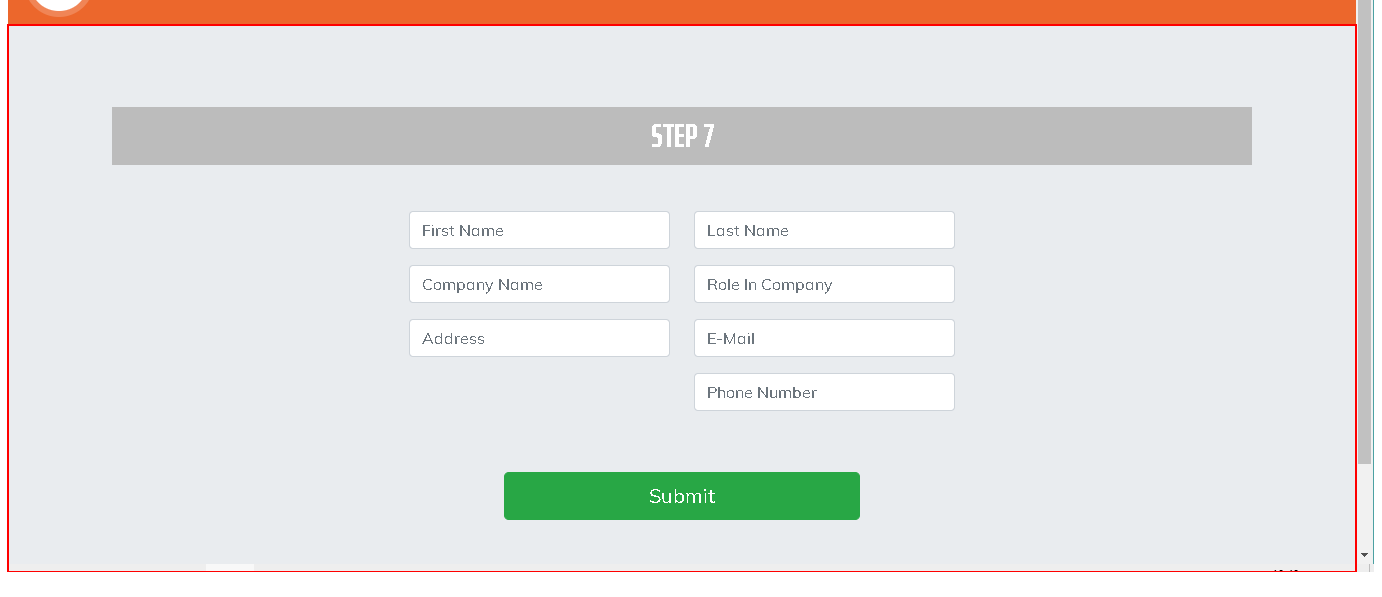 STEP 7
First Name
Last Name
Company Name
Role In Company
Address
E-Mail
Phone Number
Submit